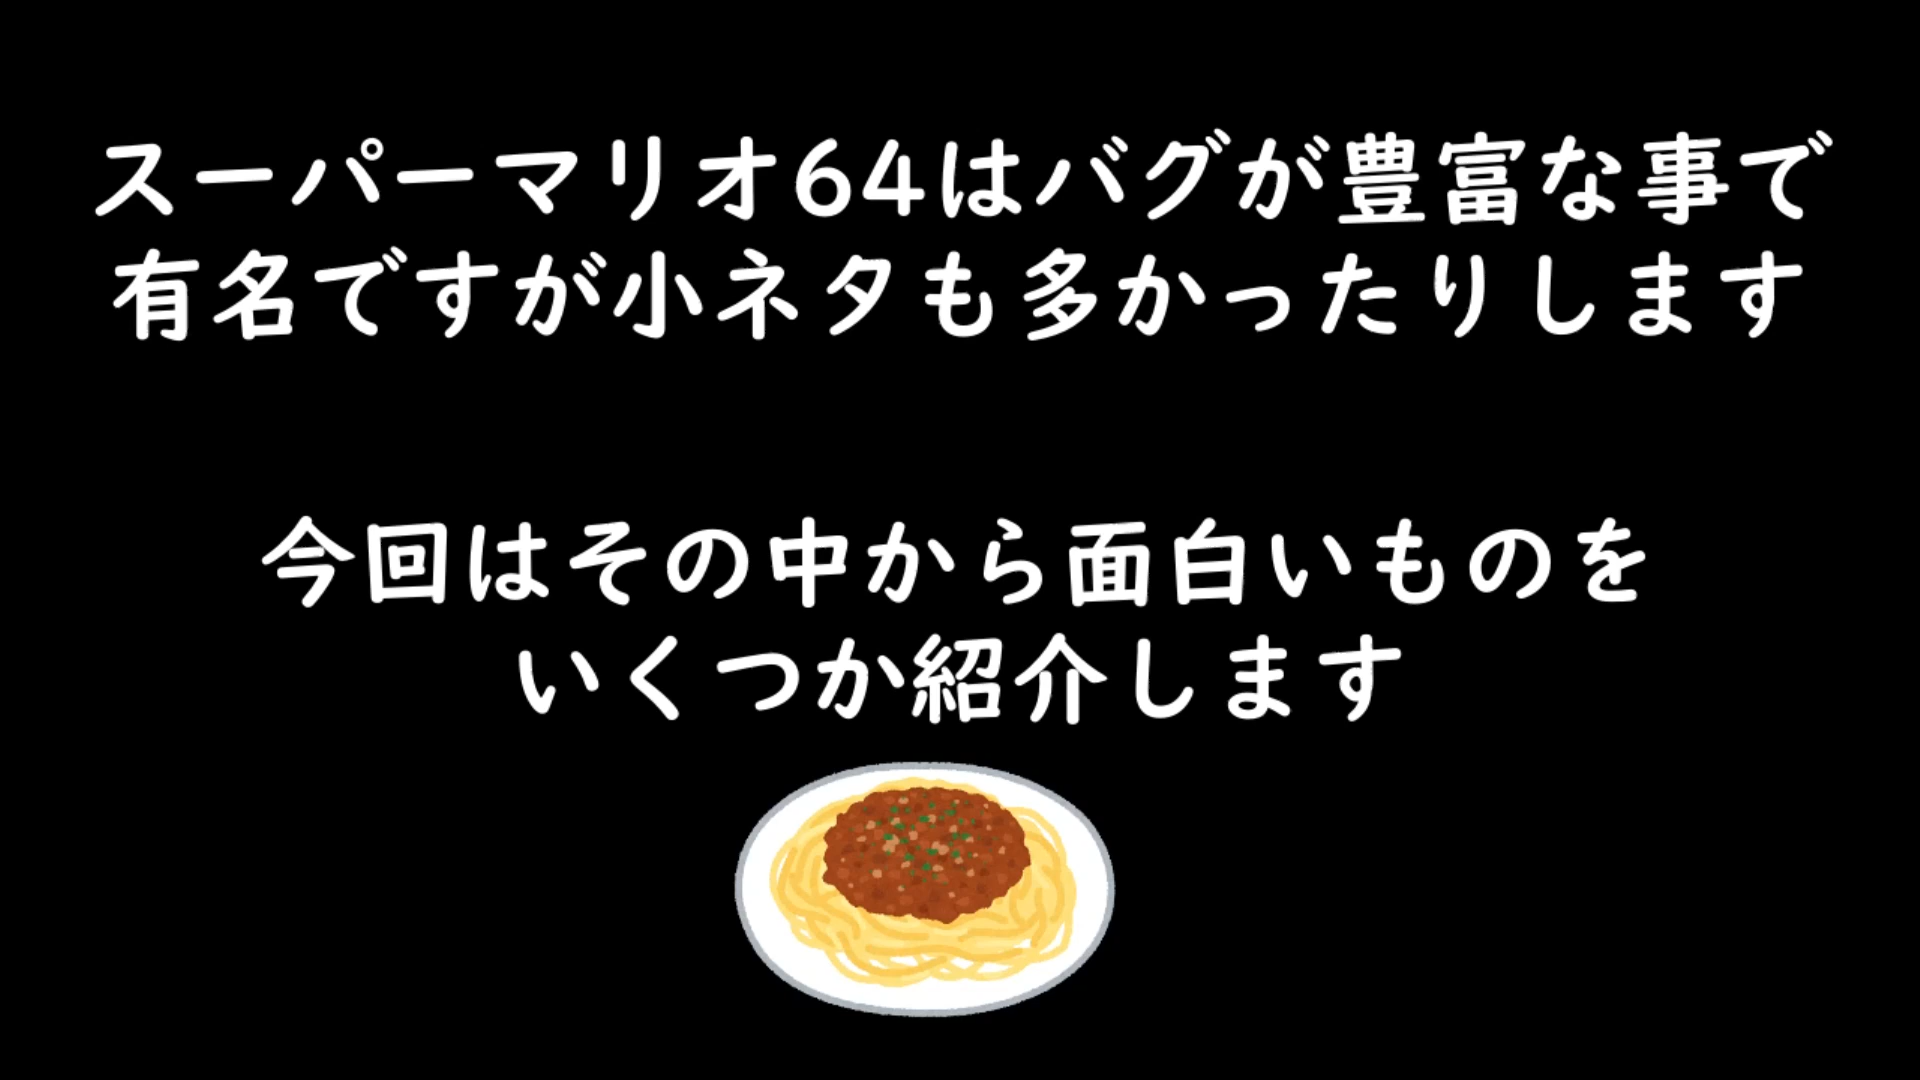 スーパーマリオ64はバグが豊富な事で
有名ですが小ネタも多かったりします
今回はその中から面白いものを
いくつか紹介します